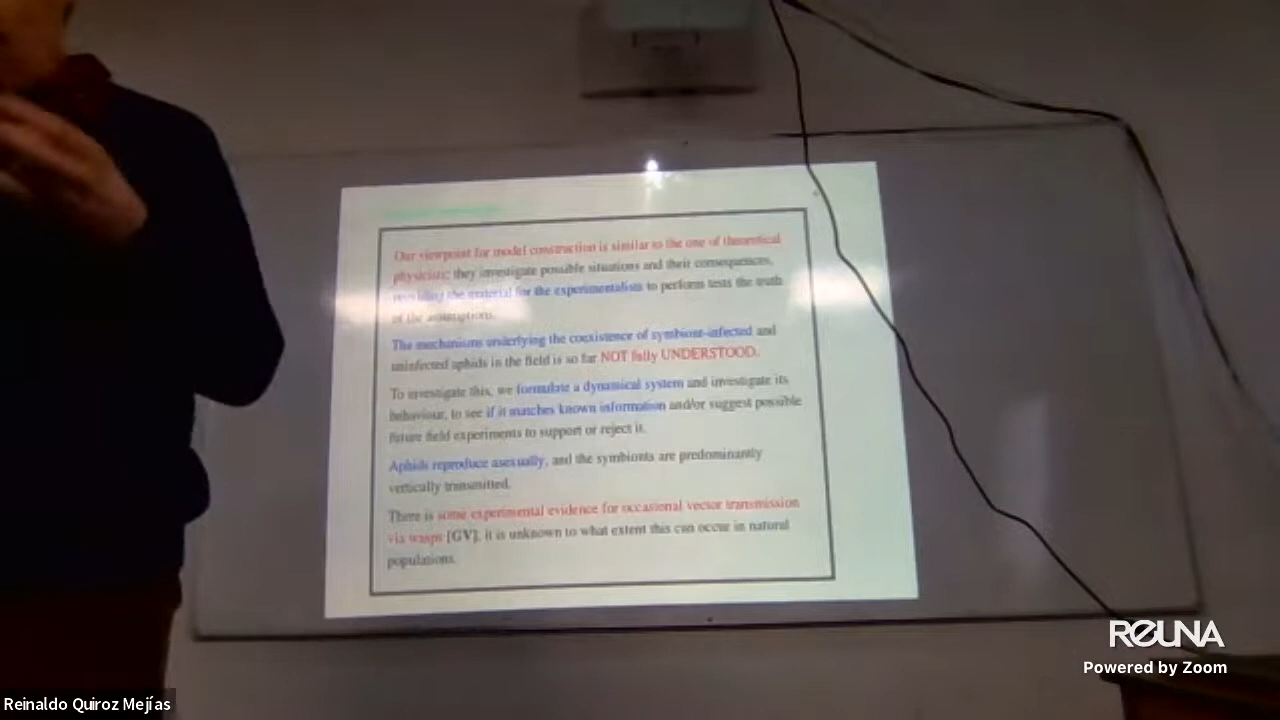 Our viewpoint for model construction is similar to the one of theoretical
physicists; they investigate possible situations and their consequences,
providing the material for the experimentalists to perform tests the truth
of the assumptions.
The mechanisms underlying the coexistence of symbiont-infected and
uninfected aphids in the field is so far NOT fully UNDERSTOOD.
To investigate this, we formulate a dynamical system and investigate its
behaviour, to see if it matches known information and/or suggest possible
future field experiments to support or reject it.
Aphids reproduce asexually, and the symbionts are predominantly
vertically transmitted.
There is some experimental evidence for occasional vector transmission
via wasps [GV], it is unknown to what extent this can occur in natural
populations.
REUNA
Powered by Zoom
Reinaldo Quiroz Mejías